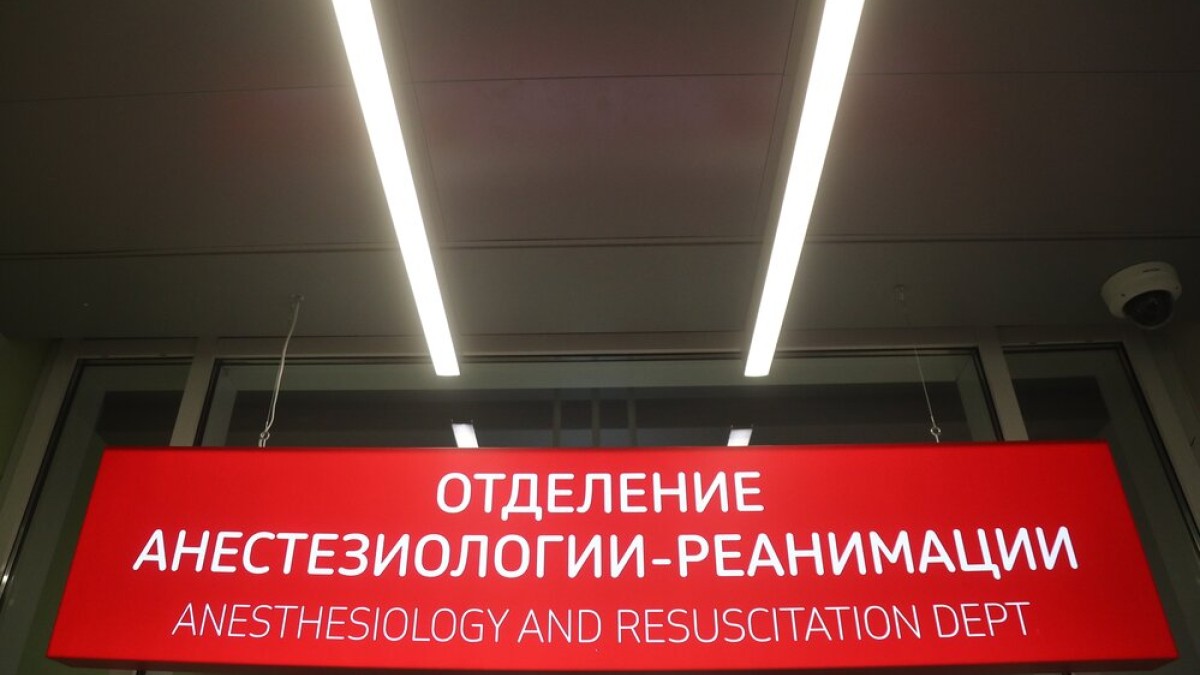 ОТДЕЛЕНИЕ
АНЕСТЕЗИОЛОГИИ-РЕАНИМАЦИИ
ANESTHESIOLOGY AND RESUSCITATION DEPT